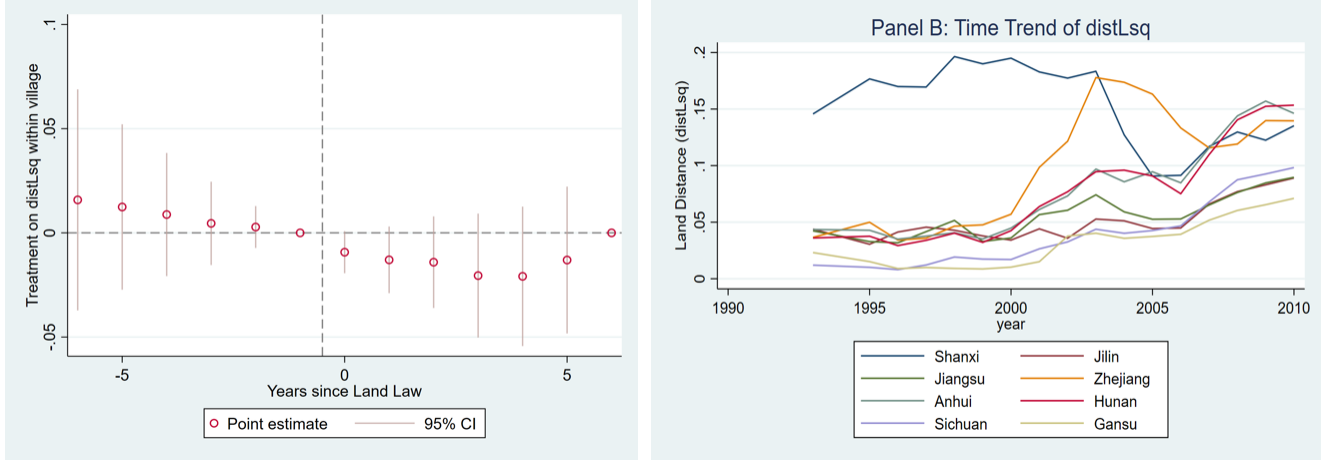 Treatment on distLsq within village
.1
.05
0
-.05
-5
0
5
Years since Land Law
Point estimate
95% CI
Panel B: Time Trend of distLsq
Land Distance (distLsq)
.2
.15
.1
.05
0
1990
1995
2000
2005
2010
year
Shanxi
Jilin
Jiangsu
Zhejiang
Anhui
Hunan
Sichuan
Gansu